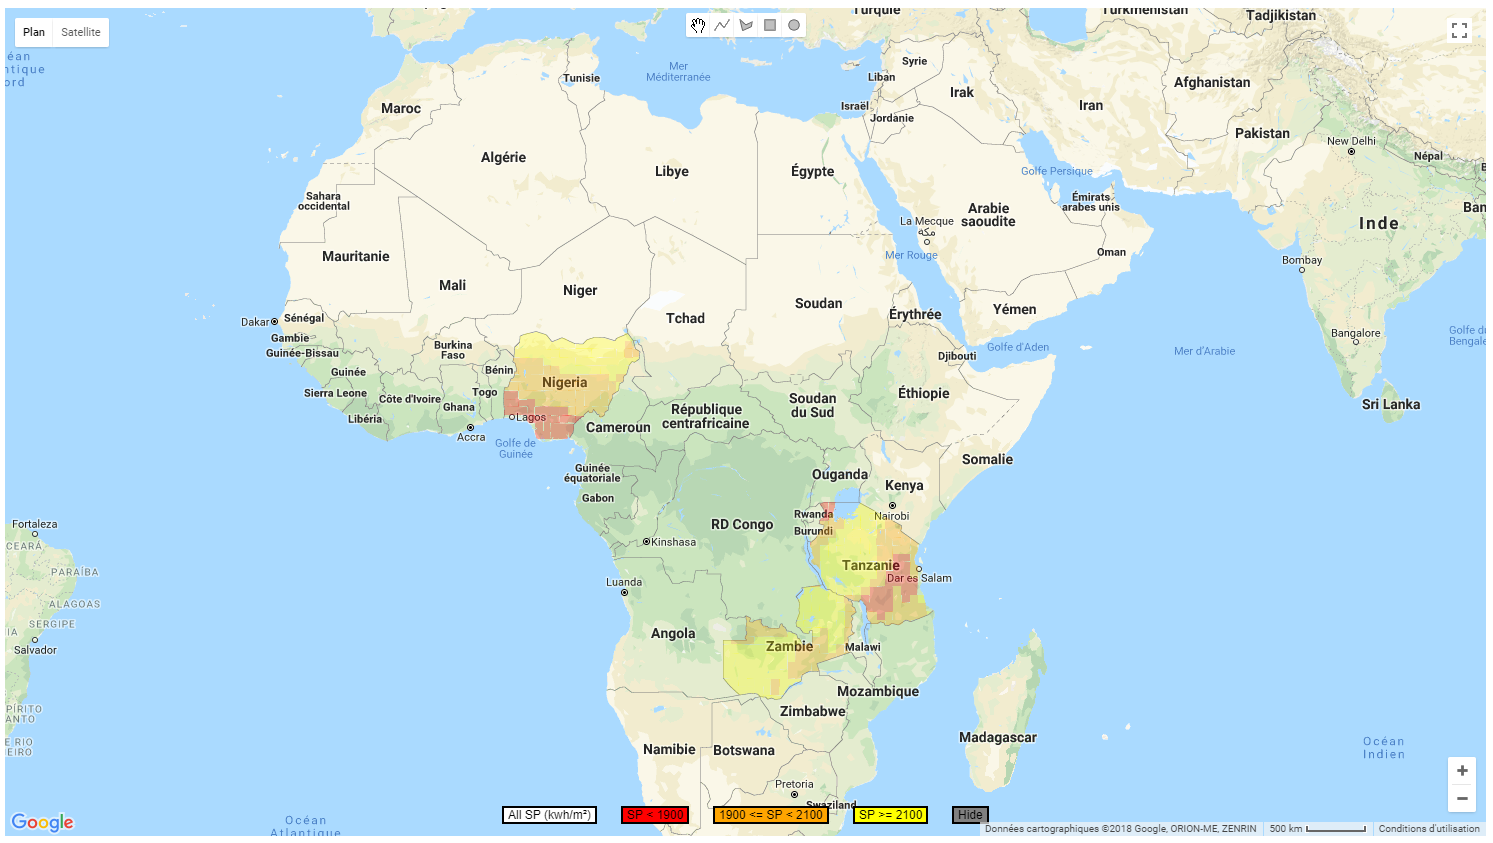 Turquie
Turkménistan
Tadjikistan
Plan
Satellite
éan
ntique
ord
Mer
Méditerranée
Syrie
Liban
Irak
Iran
Afghanistan
Tunisie
Maroc
Israël
Jordanie
Pakistan
New Delhi
Népal
Algérie
Libye
Égypte
Golfe Persique
Émirats
arabes unis
Sahara
occidental
La Mecque
مكة
Arabie
saoudite
Inde
Ban
Mauritanie
Mer Rouge
Oman
Bombay
Mali
Niger
Tchad
Soudan
Érythrée
Yémen
Dakar
Sénégal
Gambie
Guinée-Bissau
Burkina
Faso
Djibouti
Golfe d'Aden
Mer d'Arabie
Bangalore
Golfe du
Bengale
Guinée
Bénin
Nigeria
Sierra Leone
Côte d'Ivoire
Togo
Ghana
Soudan
du Sud
Éthiopie
Sri Lanka
Libéria
Accra
Lagos
République
centrafricaine
Cameroun
Golfe de
Guinée
Somalie
Guinée
équatoriale
Ouganda
Kenya
Gabon
Rwanda
Nairobi
Fortaleza
RD Congo
Burundi
CEARÁ
Kinshasa
PARAÍBA
Tanzanie
Dar es Salam
Luanda
ALAGOAS
SERGIPE
IA
Angola
Salvador
Zambie
Malawi
Mozambique
PÍRITO
ANTO
Zimbabwe
E RIO
EIRO
Namibie
Botswana
Madagascar
Océan
Indien
Pretoria
Swaziland
All SP (kwh/m²)
SP < 1900
1900 <= SP < 2100
SP >= 2100
Hide
Google
Océan
Atlantique
Données cartographiques ©2018 Google, ORION-ME, ZENRIN
500 km
Conditions d'utilisation